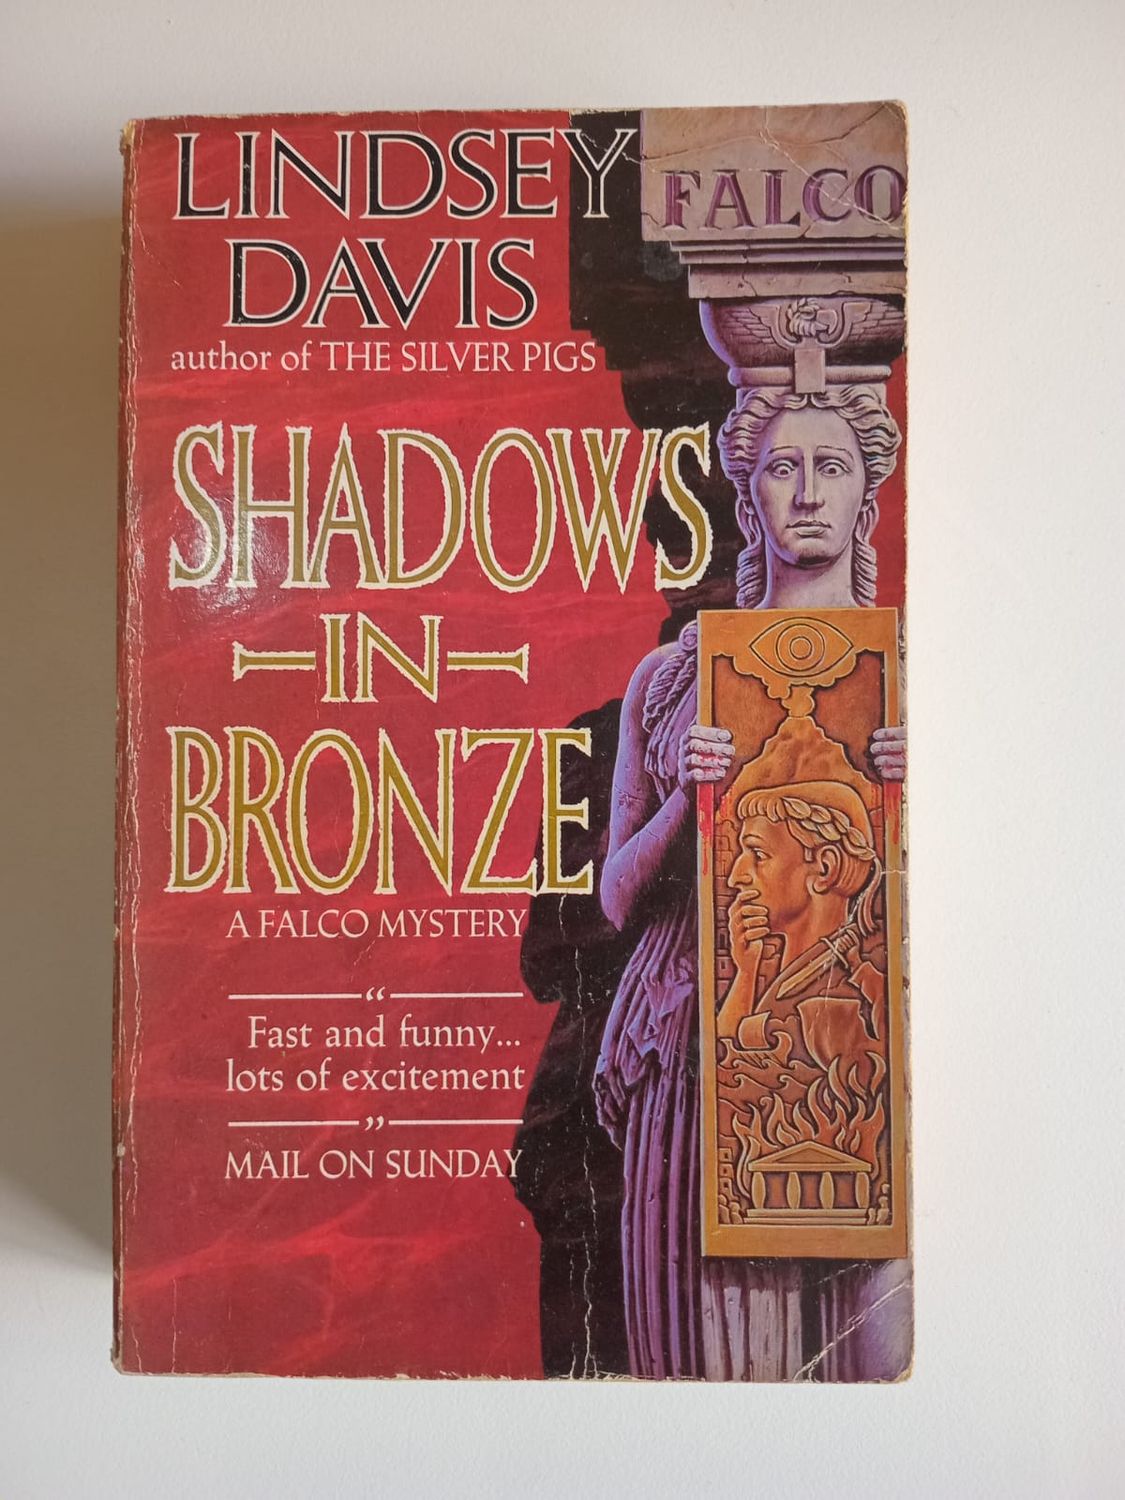 LINDSEY
DAVIS
author of THE SILVER PIGS
FALCO
SHADOWS
IN
BRONZE
A FALCO MYSTERY
“
Fast and funny...
lots of excitement
”
MAIL ON SUNDAY